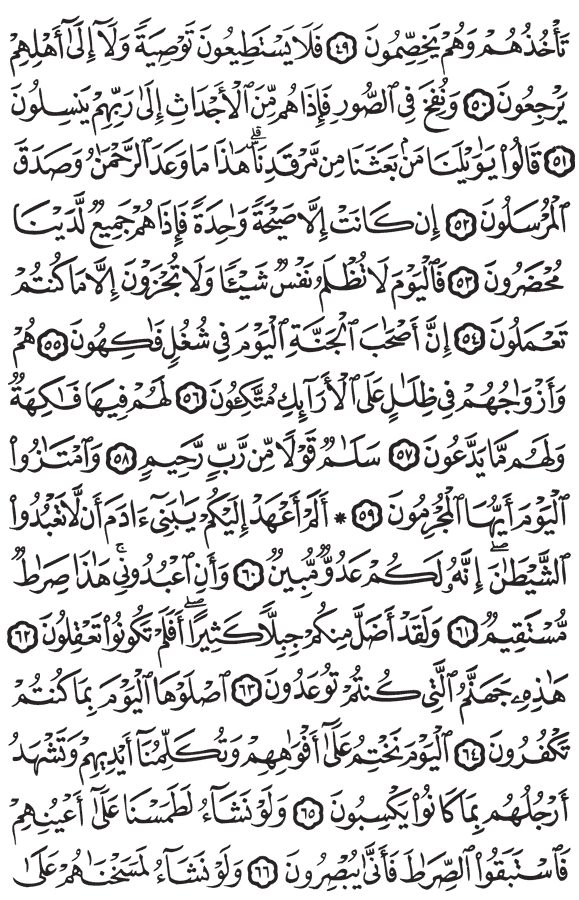 تَأْخُذُهُمْ وَهُمْ يَخِصِّمُونَ ٤٩ فَلَا يَسْتَطِيعُونَ تَوْصِيَةً وَلَآ إِلَىٰٓ أَهْلِهِمْ
يَرْجِعُونَ ٥٠ وَنُفِخَ فِى ٱلصُّورِ فَإِذَا هُم مِّنَ ٱلْأَجْدَاثِ إِلَىٰ رَبِّهِمْ يَنسِلُونَ
٥١ قَالُوا۟ يَـٰوَيْلَنَا مَنۢ بَعَثَنَا مِن مَّرْقَدِنَاۗ هَـٰذَا مَا وَعَدَ ٱلرَّحْمَـٰنُ وَصَدَقَ
ٱلْمُرْسَلُونَ ٥٢ إِن كَانَتْ إِلَّا صَيْحَةً وَٰحِدَةً فَإِذَا هُمْ جَمِيعٌ لَّدَيْنَا
مُحْضَرُونَ ٥٣ فَٱلْيَوْمَ لَا تُظْلَمُ نَفْسٌ شَيْـًٔا وَلَا تُجْزَوْنَ إِلَّا مَا كُنتُمْ
تَعْمَلُونَ ٥٤ إِنَّ أَصْحَـٰبَ ٱلْجَنَّةِ ٱلْيَوْمَ فِى شُغُلٍ فَـٰكِهُونَ ٥٥ هُمْ
وَأَزْوَٰجُهُمْ فِى ظِلَـٰلٍ عَلَى ٱلْأَرَآئِكِ مُتَّكِـُٔونَ ٥٦ لَهُمْ فِيهَا فَـٰكِهَةٌ
وَلَهُم مَّا يَدَّعُونَ ٥٧ سَلَـٰمٌ قَوْلًا مِّن رَّبٍّ رَّحِيمٍ ٥٨ وَٱمْتَـٰزُوا۟
ٱلْيَوْمَ أَيُّهَا ٱلْمُجْرِمُونَ ٥٩ * أَلَمْ أَعْهَدْ إِلَيْكُمْ يَـٰبَنِىٓ ءَادَمَ أَن لَّا تَعْبُدُوا۟
ٱلشَّيْطَـٰنَۖ إِنَّهُۥ لَكُمْ عَدُوٌّ مُّبِينٌ ٦٠ وَأَنِ ٱعْبُدُونِىۚ هَـٰذَا صِرَٰطٌ
مُّسْتَقِيمٌ ٦١ وَلَقَدْ أَضَلَّ مِنكُمْ جِبِلًّا كَثِيرًاۖ أَفَلَمْ تَكُونُوا۟ تَعْقِلُونَ ٦٢
هَـٰذِهِۦ جَهَنَّمُ ٱلَّتِى كُنتُمْ تُوعَدُونَ ٦٣ ٱصْلَوْهَا ٱلْيَوْمَ بِمَا كُنتُمْ
تَكْفُرُونَ ٦٤ ٱلْيَوْمَ نَخْتِمُ عَلَىٰٓ أَفْوَٰهِهِمْ وَتُكَلِّمُنَآ أَيْدِيهِمْ وَتَشْهَدُ
أَرْجُلُهُم بِمَا كَانُوا۟ يَكْسِبُونَ ٦٥ وَلَوْ نَشَآءُ لَطَمَسْنَا عَلَىٰٓ أَعْيُنِهِمْ
فَٱسْتَبَقُوا۟ ٱلصِّرَٰطَ فَأَنَّىٰ يُبْصِرُونَ ٦٦ وَلَوْ نَشَآءُ لَمَسَخْنَـٰهُمْ عَلَىٰ